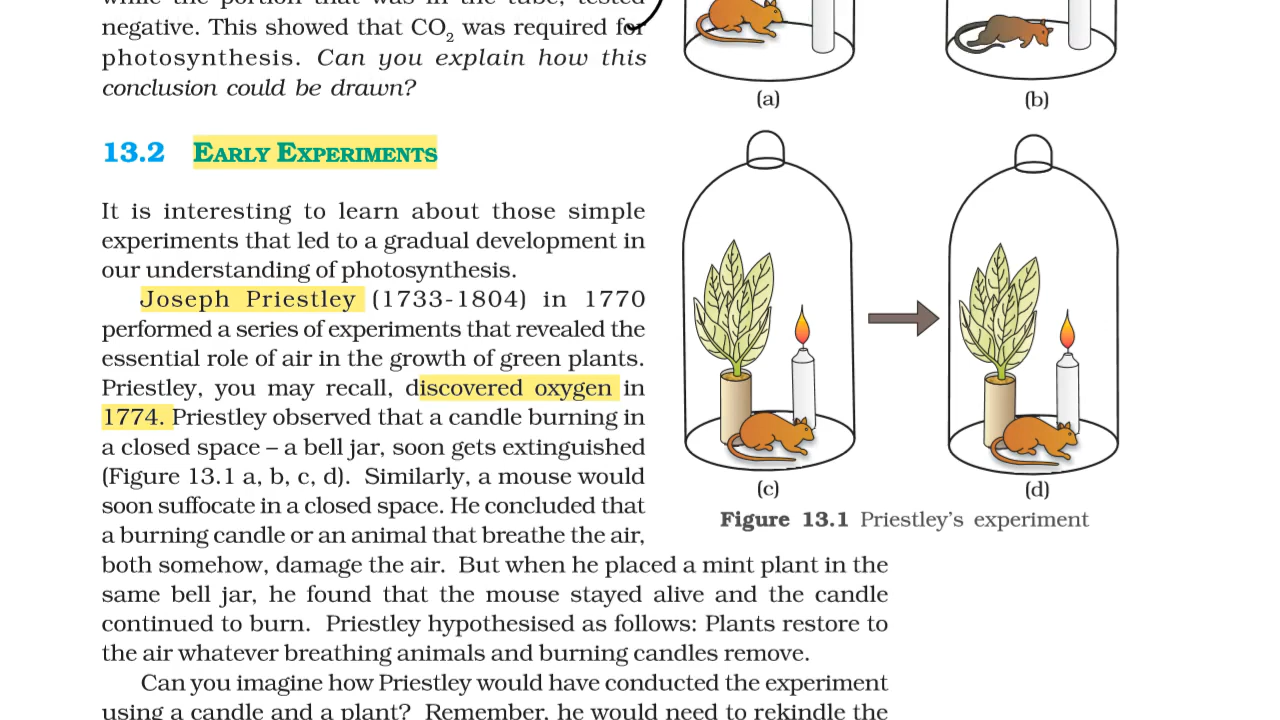 while the portion that was in the tube, tested
negative. This showed that CO₂ was required for
photosynthesis. Can you explain how this
conclusion could be drawn?
(a)
(b)
13.2 EARLY EXPERIMENTS
It is interesting to learn about those simple
experiments that led to a gradual development in
our understanding of photosynthesis.
Joseph Priestley (1733-1804) in 1770
performed a series of experiments that revealed the
essential role of air in the growth of green plants.
Priestley, you may recall, discovered oxygen in
1774. Priestley observed that a candle burning in
a closed space – a bell jar, soon gets extinguished
(Figure 13.1 a, b, c, d). Similarly, a mouse would
soon suffocate in a closed space. He concluded that
a burning candle or an animal that breathe the air,
both somehow, damage the air. But when he placed a mint plant in the
same bell jar, he found that the mouse stayed alive and the candle
continued to burn. Priestley hypothesised as follows: Plants restore to
the air whatever breathing animals and burning candles remove.
Can you imagine how Priestley would have conducted the experiment
using a candle and a plant? Remember, he would need to rekindle the
(c)
(d)
Figure 13.1 Priestley's experiment